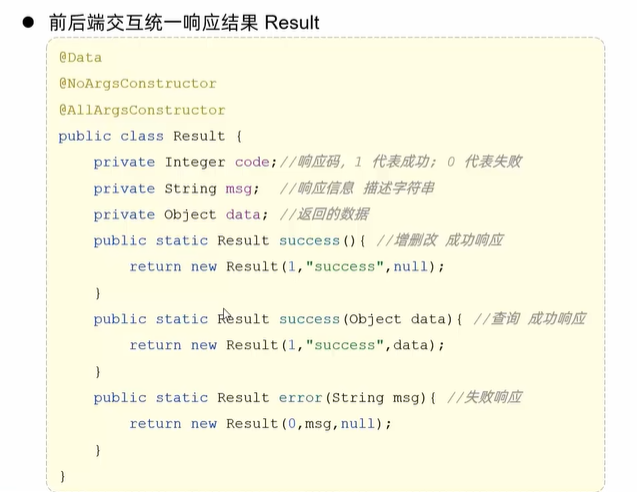 ● 前后端交互统一响应结果 Result
@Data
@NoArgsConstructor
@AllArgsConstructor
public class Result {
    private Integer code;//响应码, 1 代表成功; 0 代表失败
    private String msg;  //响应信息 描述字符串
    private Object data; //返回的数据
    public static Result success(){ //增删改 成功响应
        return new Result(1,"success",null);
    }
    public static Result success(Object data){ //查询 成功响应
        return new Result(1,"success",data);
    }
    public static Result error(String msg){ //失败响应
        return new Result(0,msg,null);
    }
}